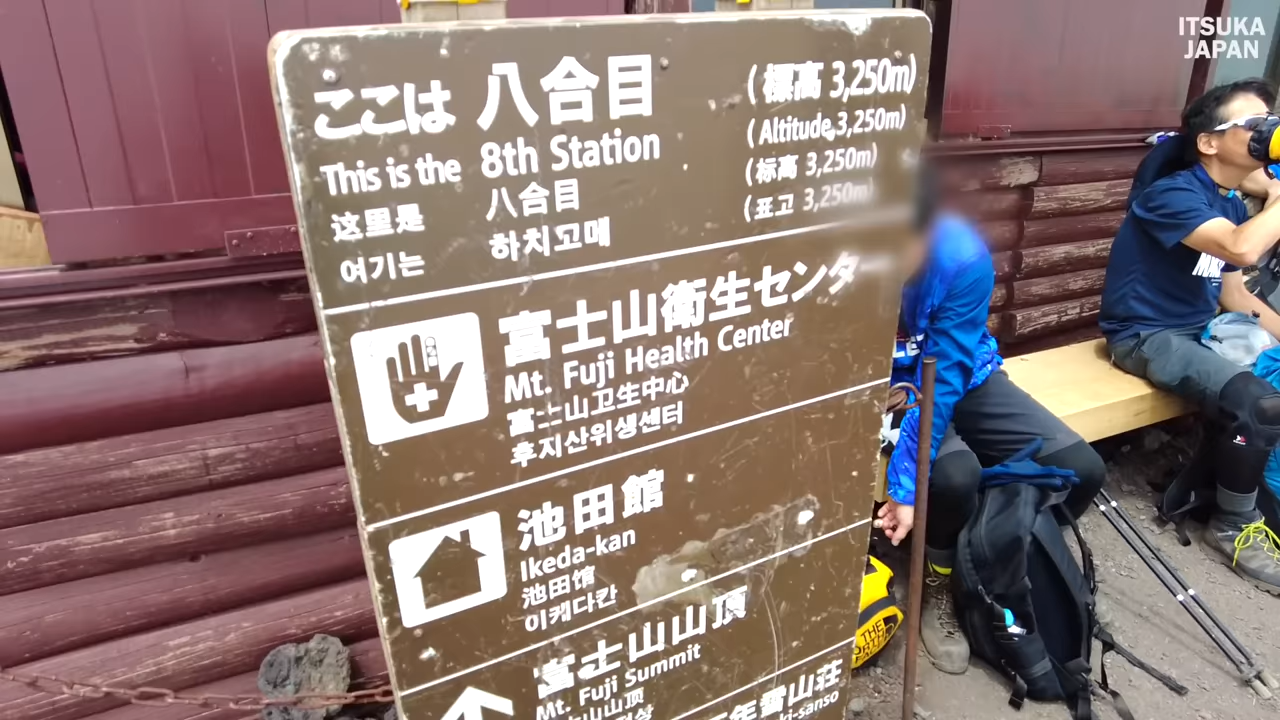 ITSUKA
JAPAN
ここは 八合目 (標高 3,250m)
This is the 8th Station (Altitude 3,250m)
这里是 八合目 (标高 3,250m)
여기는 하치고메 (표고 3,250m)
富士山衛生センター
Mt. Fuji Health Center
富士山卫生中心
후지산위생센터
池田館
Ikeda-kan
池田馆
이케다칸
富士山山頂
Mt. Fuji Summit
THE
NORTH
FACE